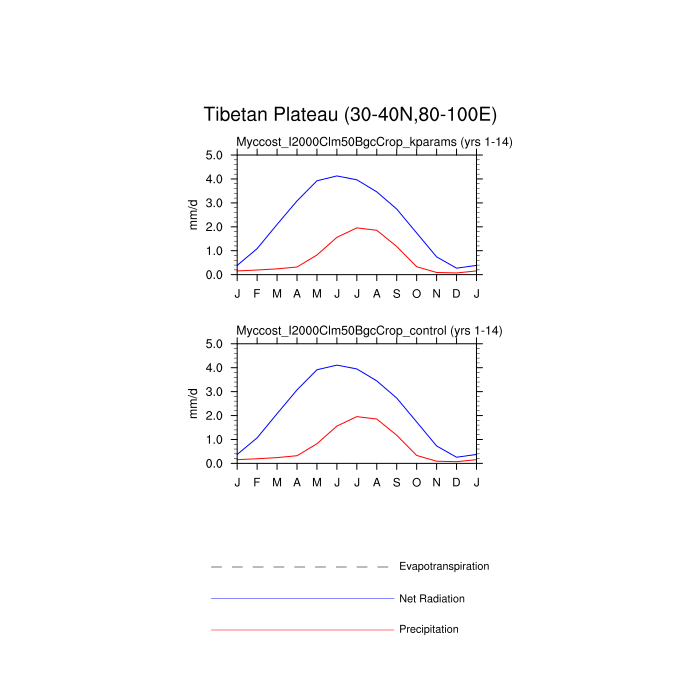 Tibetan Plateau (30-40N,80-100E)
Myccost_I2000Clm50BgcCrop_kparams (yrs 1-14)
5.0
4.0
3.0
2.0
1.0
0.0
mm/d
J F M A M J J A S O N D J
Myccost_I2000Clm50BgcCrop_control (yrs 1-14)
5.0
4.0
3.0
2.0
1.0
0.0
mm/d
J F M A M J J A S O N D J
Evapotranspiration
Net Radiation
Precipitation